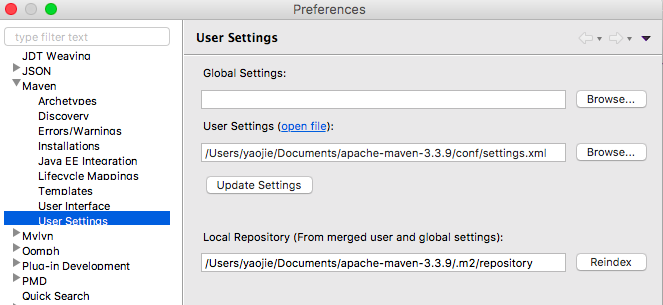 Preferences
type filter text
JDT Weaving
JSON
Maven
Archetypes
Discovery
Errors/Warnings
Installations
Java EE Integration
Lifecycle Mappings
Templates
User Interface
User Settings
Mylyn
Oomph
Plug-in Development
PMD
Quick Search
User Settings
Global Settings:
Browse...
User Settings (open file):
/Users/yaojie/Documents/apache-maven-3.3.9/conf/settings.xml
Browse...
Update Settings
Local Repository (From merged user and global settings):
/Users/yaojie/Documents/apache-maven-3.3.9/.m2/repository
Reindex